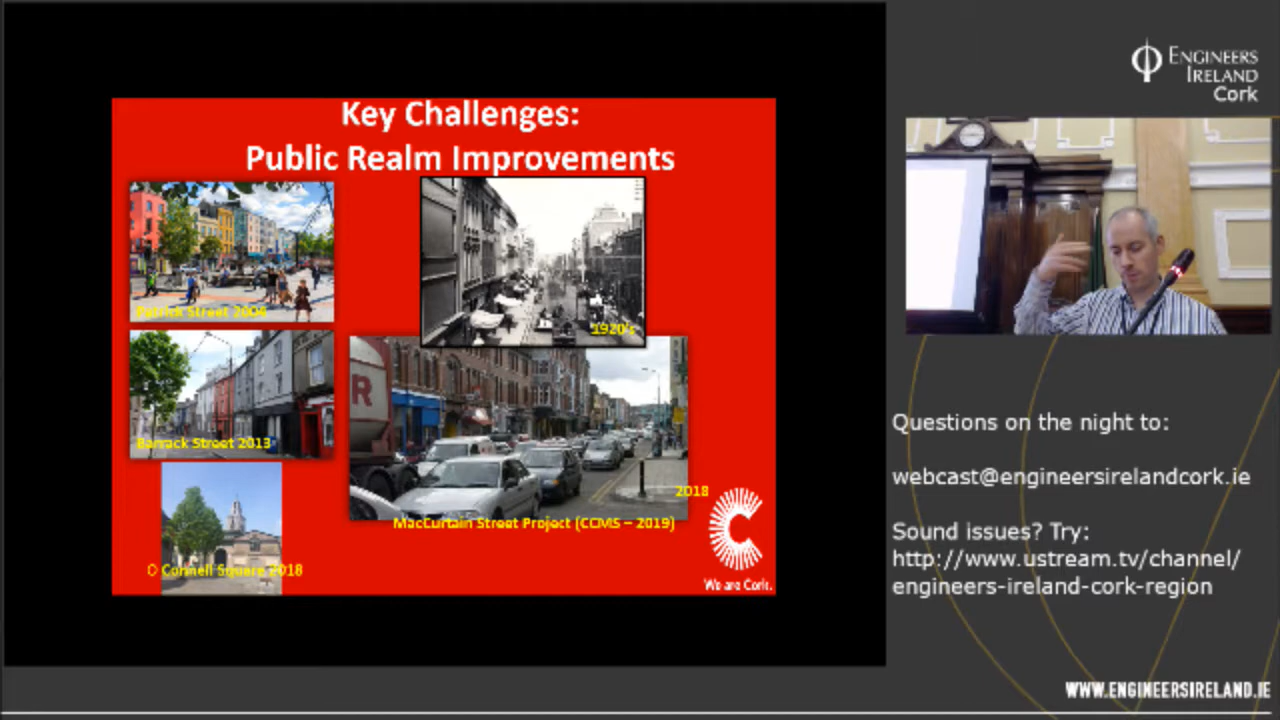 Key Challenges:
Public Realm Improvements
Patrick Street 2004
1920's
Barrack Street 2013
R
2018
MacCurtain Street Project (CCMS – 2019)
O Connell Square 2018
We are Cork.
ENGINEERS
IRELAND
Cork
Questions on the night to:
webcast@engineersirelandcork.ie
Sound issues? Try:
http://www.ustream.tv/channel/
engineers-ireland-cork-region
WWW.ENGINEERSIRELAND.IE